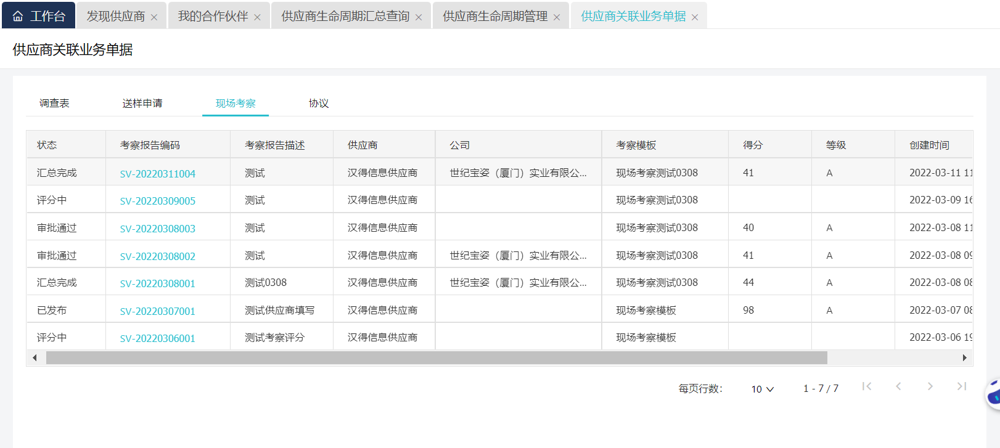 工作台 发现供应商 我的合作伙伴 供应商生命周期汇总查询 供应商生命周期管理 供应商关联业务单据
供应商关联业务单据
调查表 送样申请 现场考察 协议
状态 考察报告编码 考察报告描述 供应商 公司 考察模板 得分 等级 创建时间
汇总完成 SV-20220311004 测试 汉得信息供应商 世纪宝姿（厦门）实业有限公... 现场考察测试0308 41 A 2022-03-11 11
评分中 SV-20220309005 测试 汉得信息供应商 现场考察测试0308 2022-03-09 16
审批通过 SV-20220308003 测试 汉得信息供应商 现场考察测试0308 40 A 2022-03-08 11
审批通过 SV-20220308002 测试 汉得信息供应商 世纪宝姿（厦门）实业有限公... 现场考察测试0308 41 A 2022-03-08 09
汇总完成 SV-20220308001 测试0308 汉得信息供应商 世纪宝姿（厦门）实业有限公... 现场考察测试0308 44 A 2022-03-08 08
已发布 SV-20220307001 测试供应商填写 汉得信息供应商 现场考察模板 98 A 2022-03-07 08
评分中 SV-20220306001 测试考察评分 汉得信息供应商 现场考察模板 2022-03-06 19
每页行数： 10 1 - 7 / 7